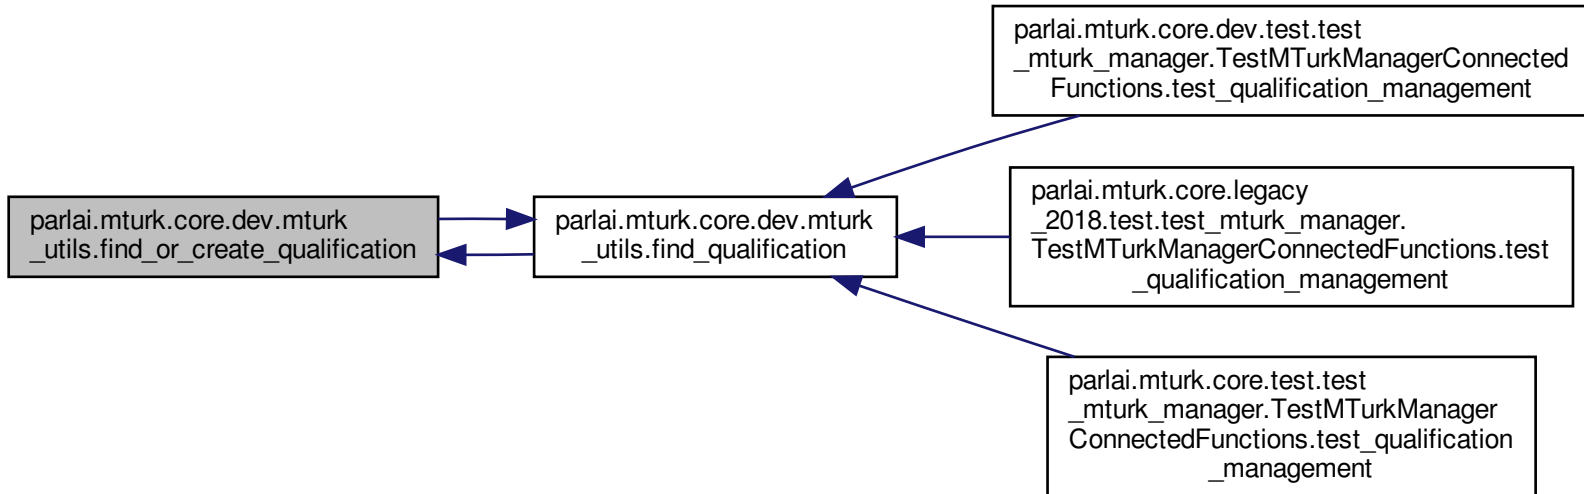 parlai.mturk.core.dev.test.test
_mturk_manager.TestMTurkManagerConnected
Functions.test_qualification_management
parlai.mturk.core.dev.mturk
_utils.find_or_create_qualification
parlai.mturk.core.dev.mturk
_utils.find_qualification
parlai.mturk.core.legacy
_2018.test.test_mturk_manager.
TestMTurkManagerConnectedFunctions.test
_qualification_management
parlai.mturk.core.test.test
_mturk_manager.TestMTurkManager
ConnectedFunctions.test_qualification
_management